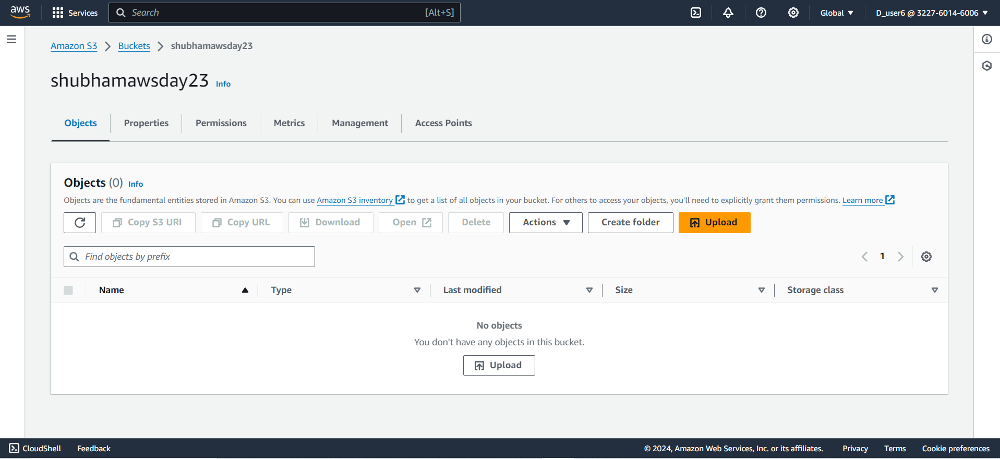 aws Services Search [Alt+S] Global D_user6 @ 3227-6014-6006
Amazon S3 Buckets shubhamawsday23
shubhamawsday23 Info
Objects Properties Permissions Metrics Management Access Points
Objects (0) Info
Objects are the fundamental entities stored in Amazon S3. You can use Amazon S3 inventory to get a list of all objects in your bucket. For others to access your objects, you'll need to explicitly grant them permissions. Learn more
Copy S3 URI Copy URL Download Open Delete Actions Create folder Upload
Find objects by prefix 1
Name Type Last modified Size Storage class
No objects
You don't have any objects in this bucket.
Upload
CloudShell Feedback © 2024, Amazon Web Services, Inc. or its affiliates. Privacy Terms Cookie preferences